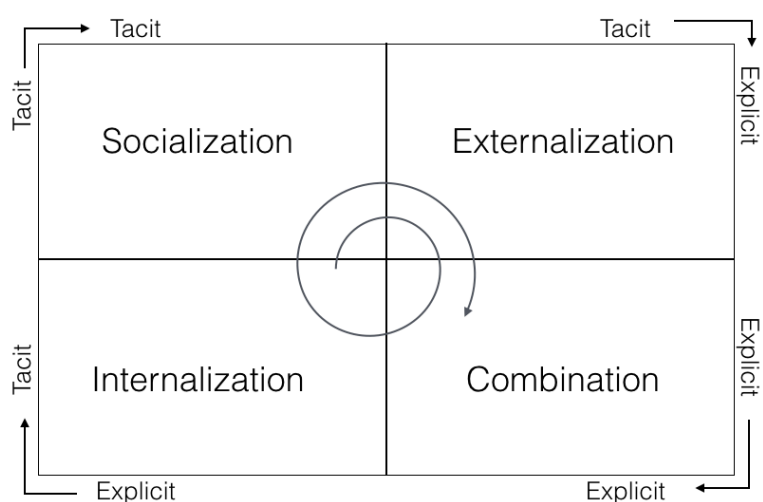 Tacit
Tacit
Tacit
Explicit
Socialization
Externalization
Tacit
Explicit
Internalization
Combination
Explicit
Explicit